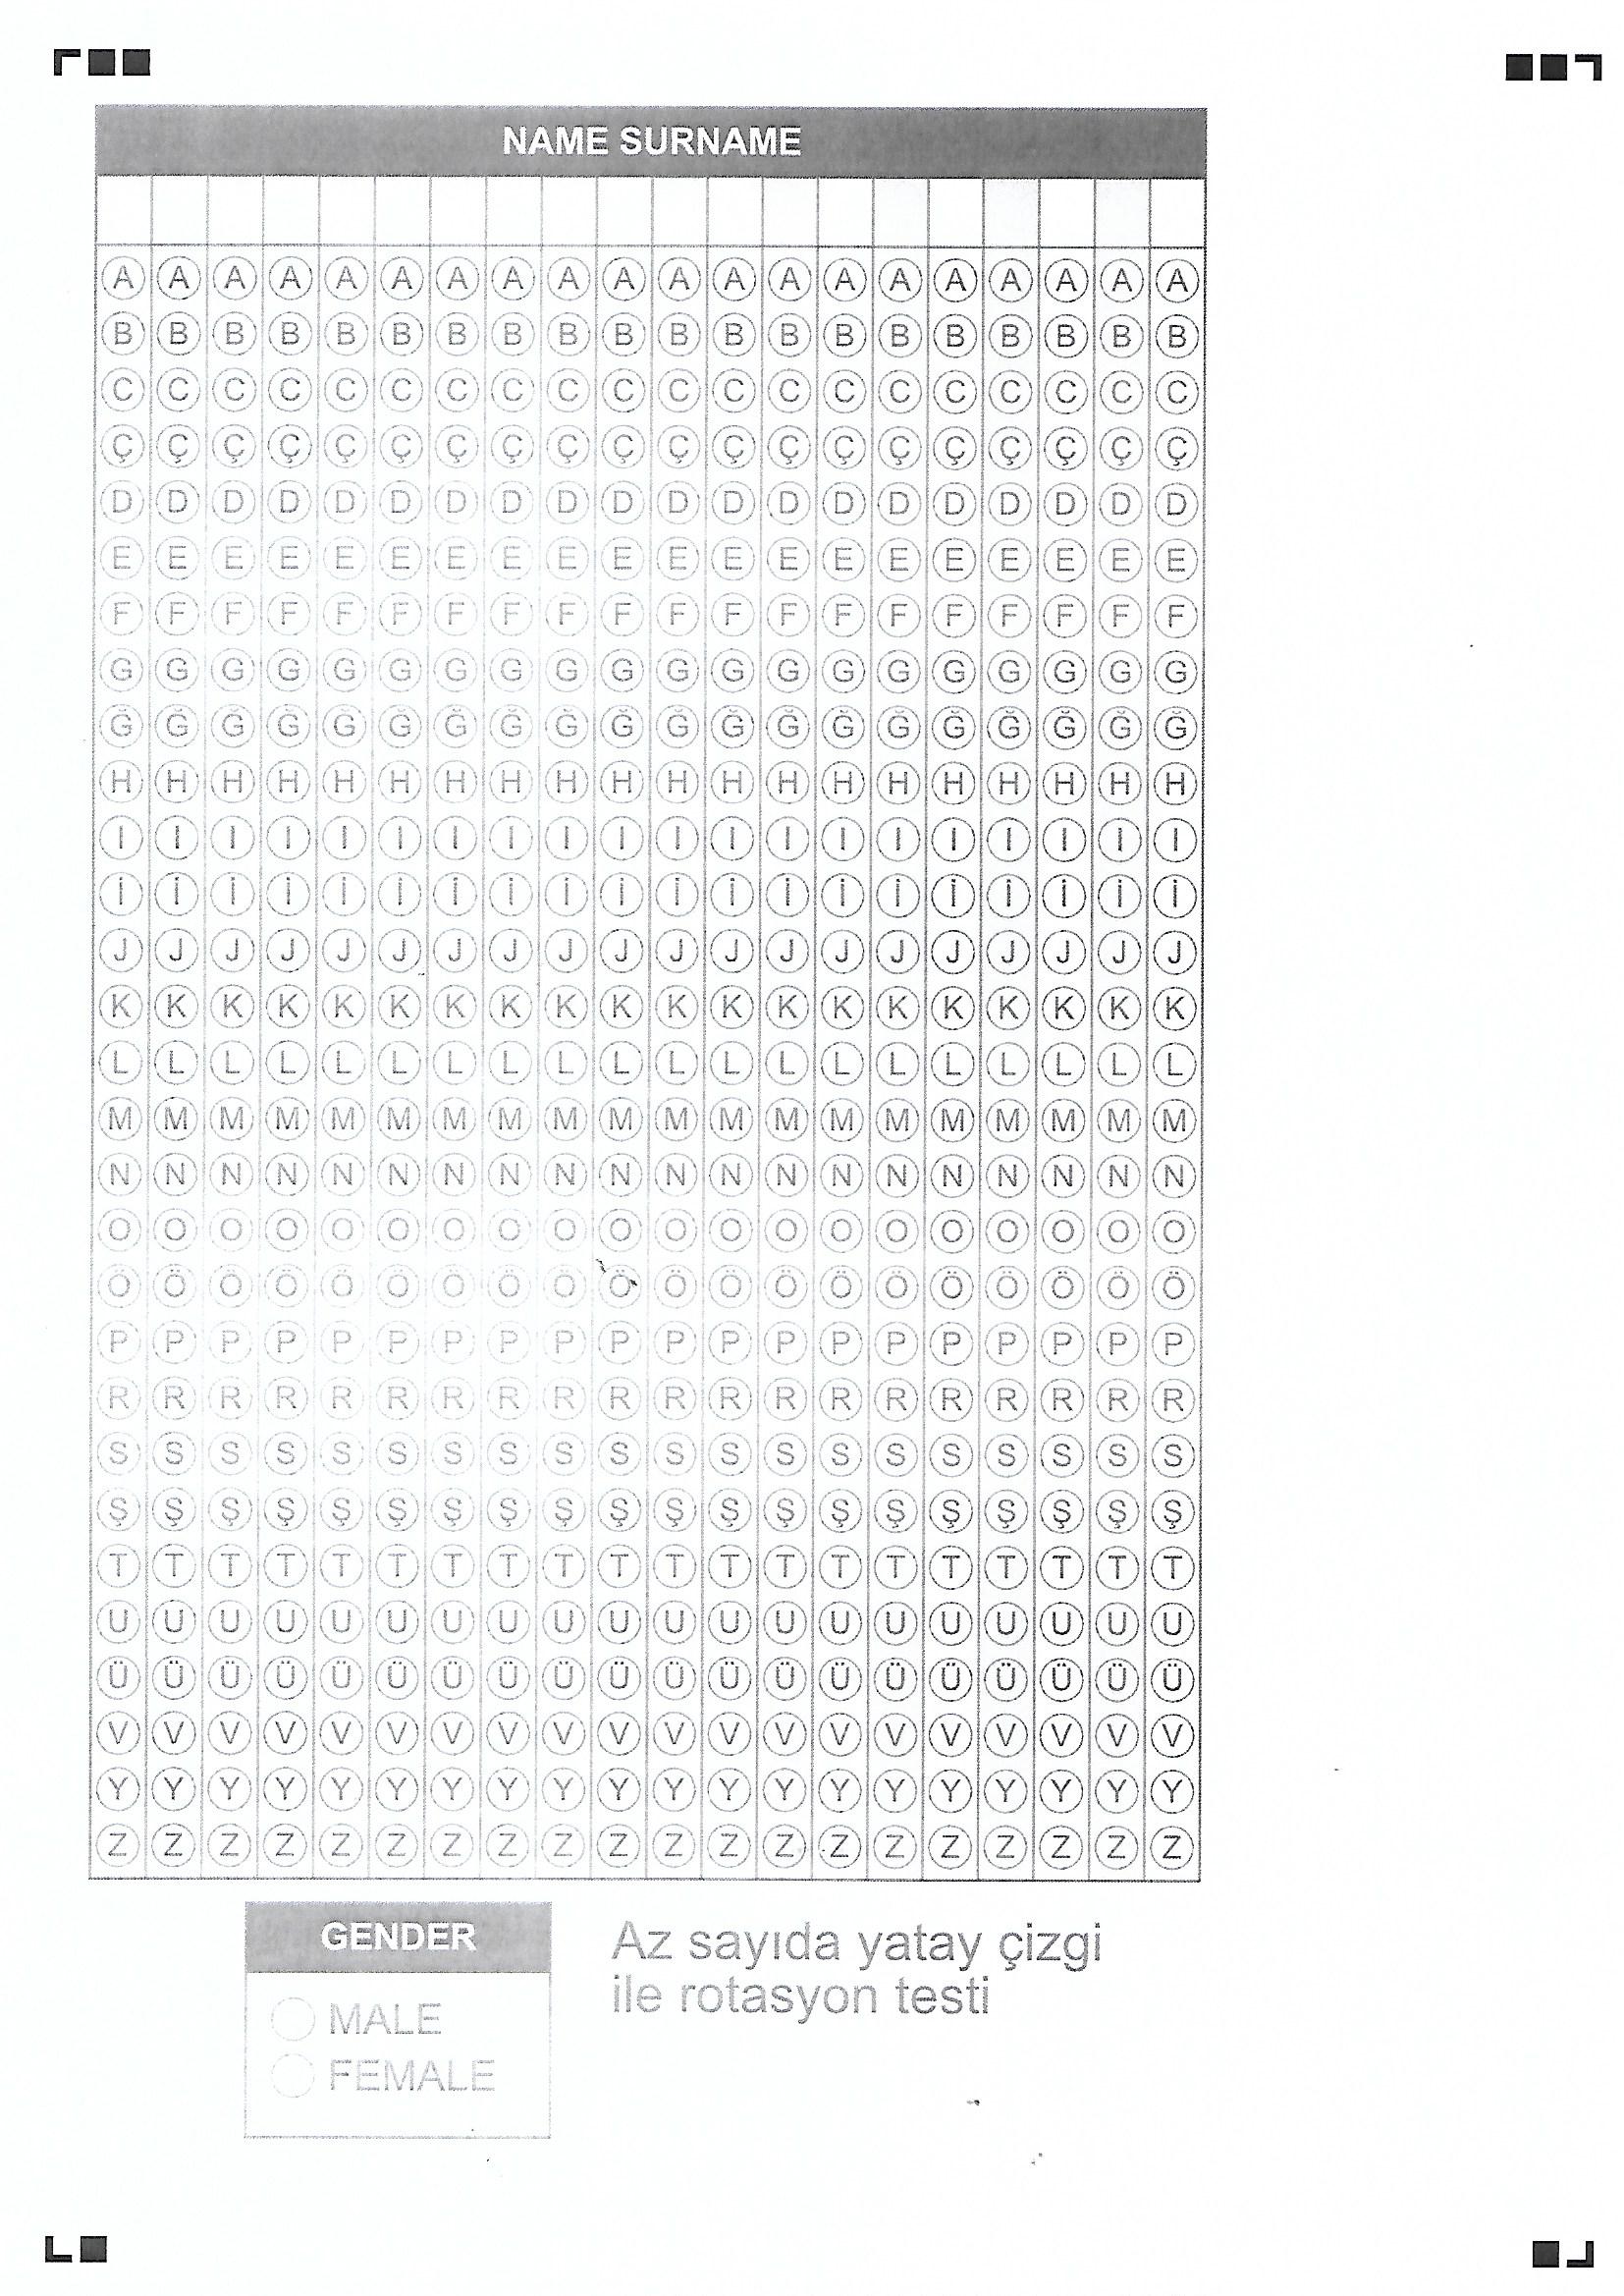 NAME SURNAME
A A A A A A A A A A A A A A A A A A A A
B B B B B B B B B B B B B B B B B B B B
C C C C C C C C C C C C C C C C C C C C
Ç Ç Ç Ç Ç Ç Ç Ç Ç Ç Ç Ç Ç Ç Ç Ç Ç Ç Ç Ç
D D D D D D D D D D D D D D D D D D D D
E E E E E E E E E E E E E E E E E E E E
F F F F F F F F F F F F F F F F F F F F
G G G G G G G G G G G G G G G G G G G G
Ğ Ğ Ğ Ğ Ğ Ğ Ğ Ğ Ğ Ğ Ğ Ğ Ğ Ğ Ğ Ğ Ğ Ğ Ğ Ğ
H H H H H H H H H H H H H H H H H H H H
I I I I I I I I I I I I I I I I I I I I
İ İ İ İ İ İ İ İ İ İ İ İ İ İ İ İ İ İ İ İ
J J J J J J J J J J J J J J J J J J J J
K K K K K K K K K K K K K K K K K K K K
L L L L L L L L L L L L L L L L L L L L
M M M M M M M M M M M M M M M M M M M M
N N N N N N N N N N N N N N N N N N N N
O O O O O O O O O O O O O O O O O O O O
Ö Ö Ö Ö Ö Ö Ö Ö Ö Ö Ö Ö Ö Ö Ö Ö Ö Ö Ö Ö
P P P P P P P P P P P P P P P P P P P P
R R R R R R R R R R R R R R R R R R R R
S S S S S S S S S S S S S S S S S S S S
Ş Ş Ş Ş Ş Ş Ş Ş Ş Ş Ş Ş Ş Ş Ş Ş Ş Ş Ş Ş
T T T T T T T T T T T T T T T T T T T T
U U U U U U U U U U U U U U U U U U U U
Ü Ü Ü Ü Ü Ü Ü Ü Ü Ü Ü Ü Ü Ü Ü Ü Ü Ü Ü Ü
V V V V V V V V V V V V V V V V V V V V
Y Y Y Y Y Y Y Y Y Y Y Y Y Y Y Y Y Y Y Y
Z Z Z Z Z Z Z Z Z Z Z Z Z Z Z Z Z Z Z Z
GENDER
MALE
FEMALE
Az sayıda yatay çizgi
ile rotasyon testi